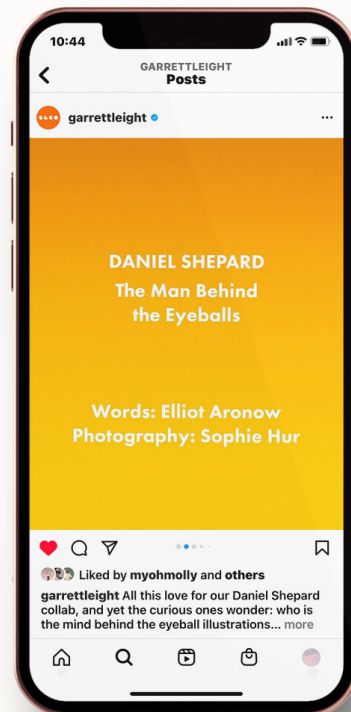 10:44
GARRETTLEIGHT
Posts
GLCO
garrettleight
DANIEL SHEPARD
The Man Behind
the Eyeballs
Words: Elliot Aronow
Photography: Sophie Hur
Liked by myohmolly and others
garrettleight All this love for our Daniel Shepard
collab, and yet the curious ones wonder: who is
the mind behind the eyeball illustrations... more